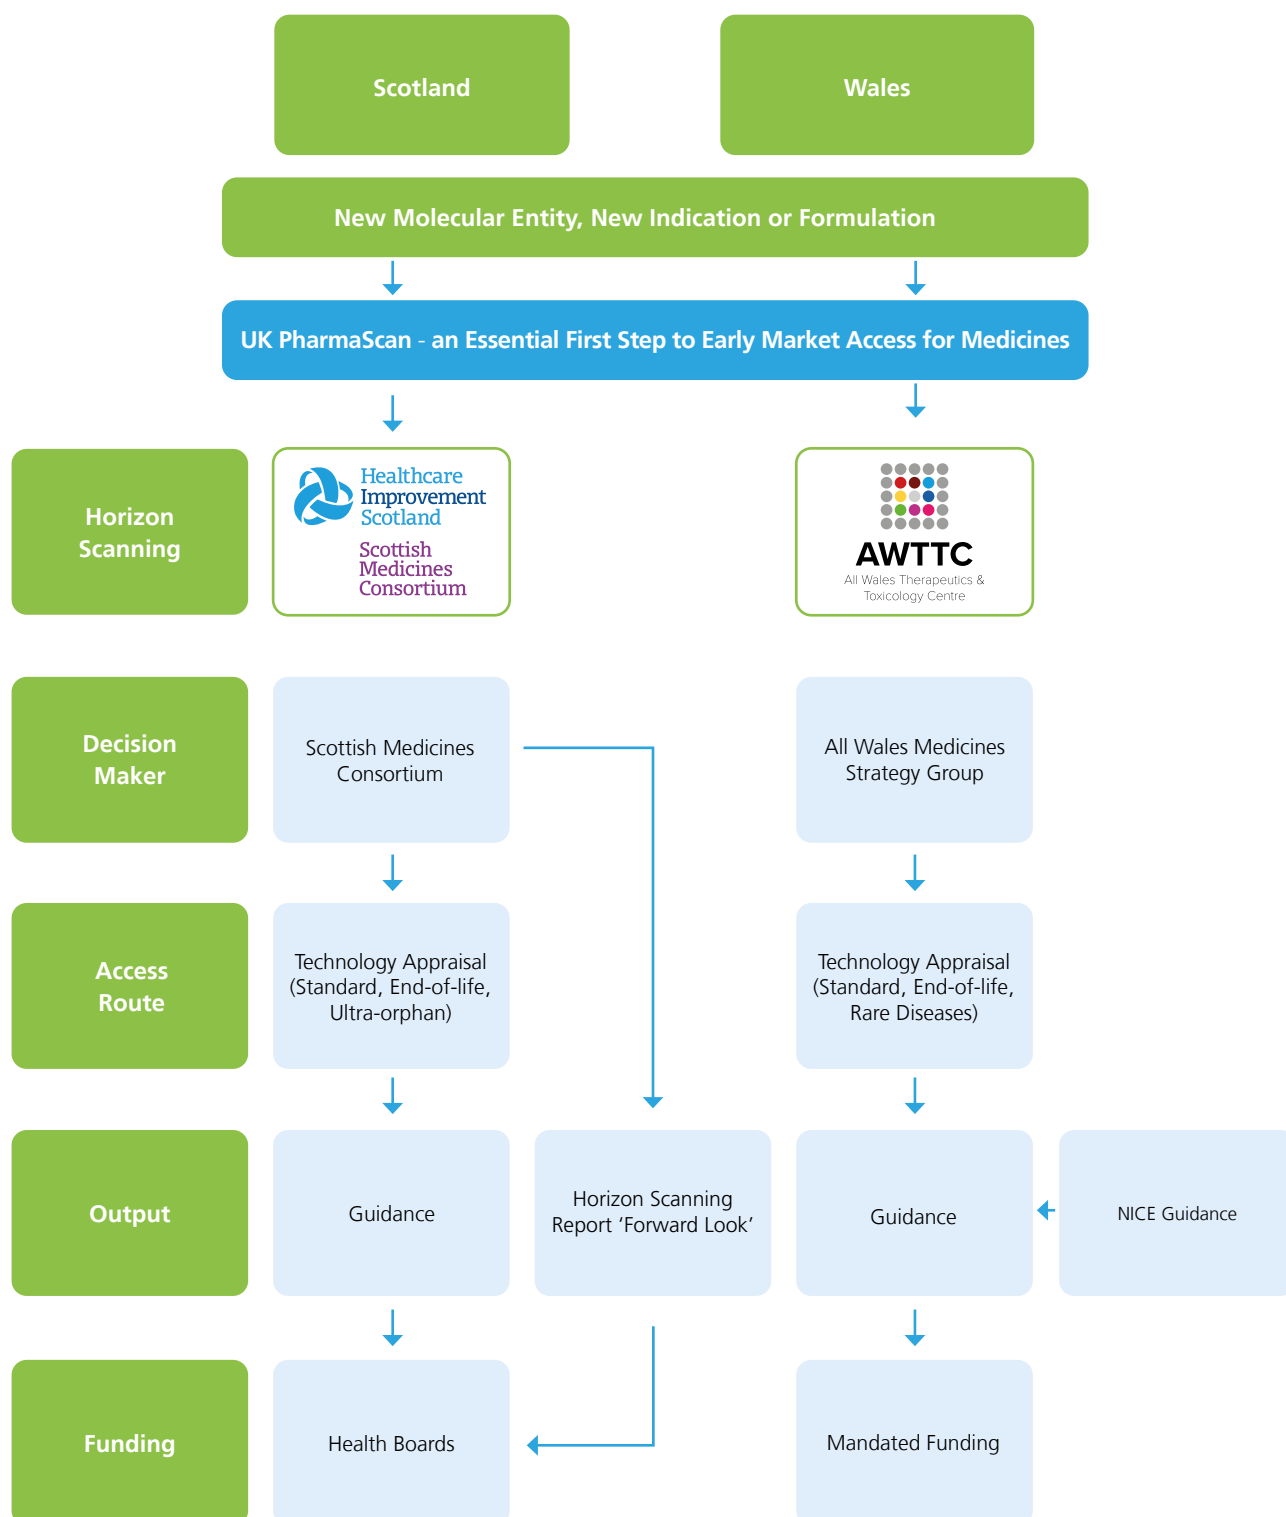 Scotland
Wales
New Molecular Entity, New Indication or Formulation
UK PharmaScan - an Essential First Step to Early Market Access for Medicines
Horizon
Scanning
Healthcare
Improvement
Scotland
Scottish
Medicines
Consortium
AWTTC
All Wales Therapeutics &
Toxicology Centre
Decision
Maker
Scottish Medicines
Consortium
All Wales Medicines
Strategy Group
Access
Route
Technology Appraisal
(Standard, End-of-life,
Ultra-orphan)
Technology Appraisal
(Standard, End-of-life,
Rare Diseases)
Output
Guidance
Horizon Scanning
Report ‘Forward Look’
Guidance
NICE Guidance
Funding
Health Boards
Mandated Funding